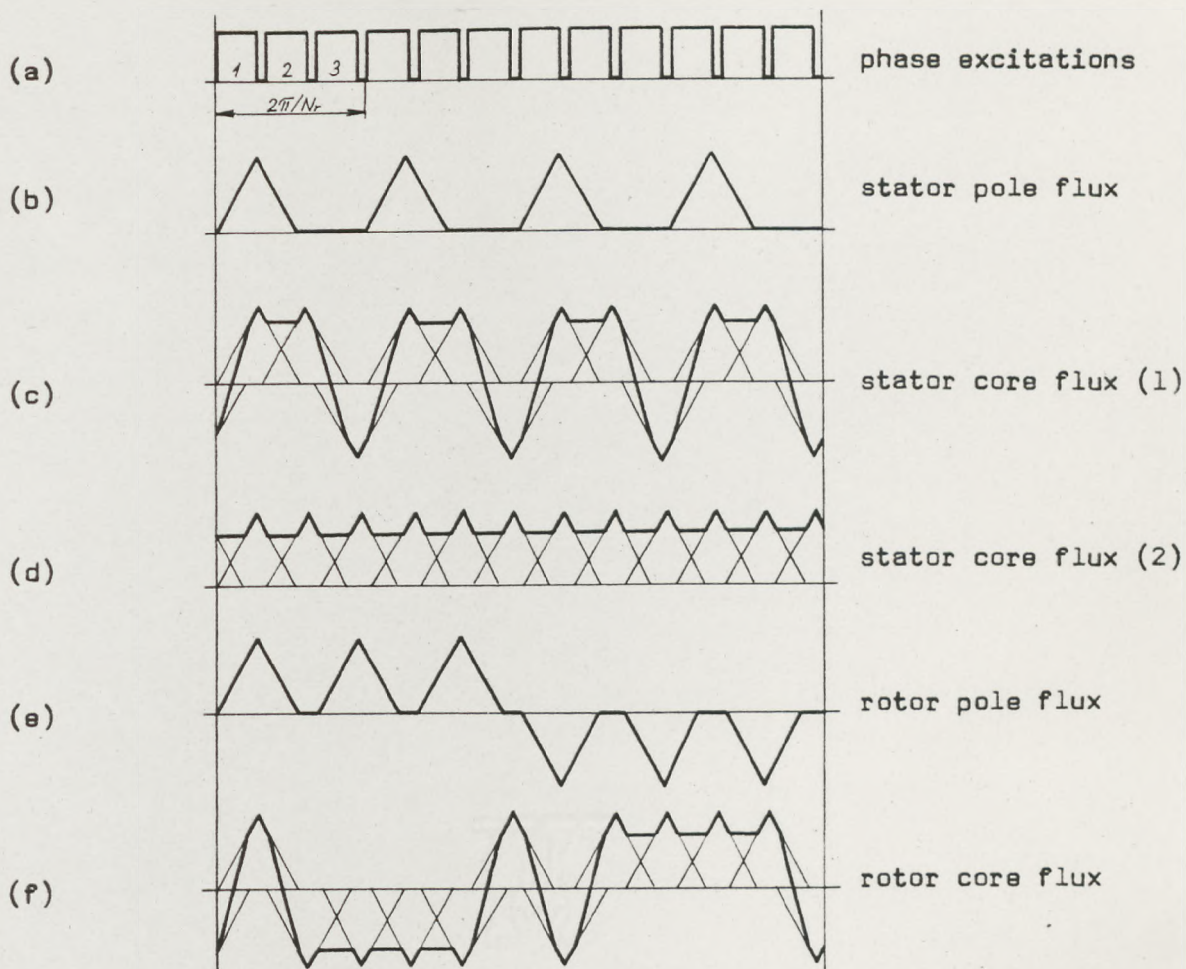 (a) phase excitations
1 2 3
2π/Nr
(b) stator pole flux
(c) stator core flux (1)
(d) stator core flux (2)
(e) rotor pole flux
(f) rotor core flux